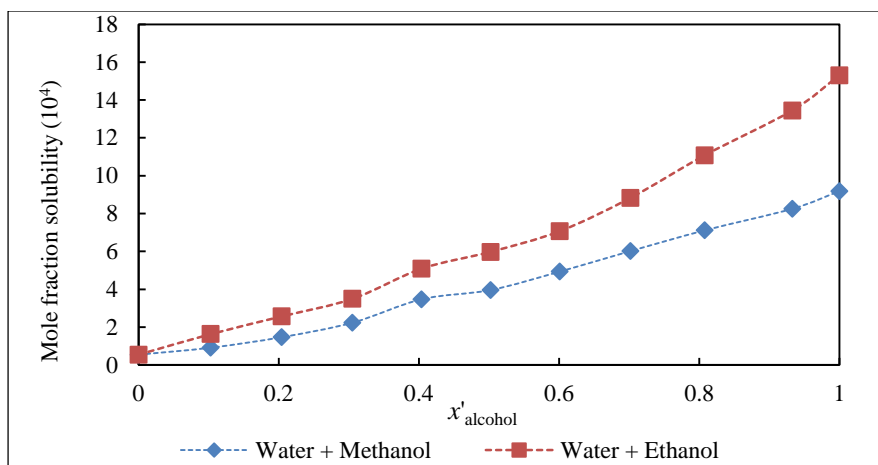 Mole fraction solubility (10⁴)
18
16
14
12
10
8
6
4
2
0
0 0.2 0.4 0.6 0.8 1
x'alcohol
Water + Methanol Water + Ethanol